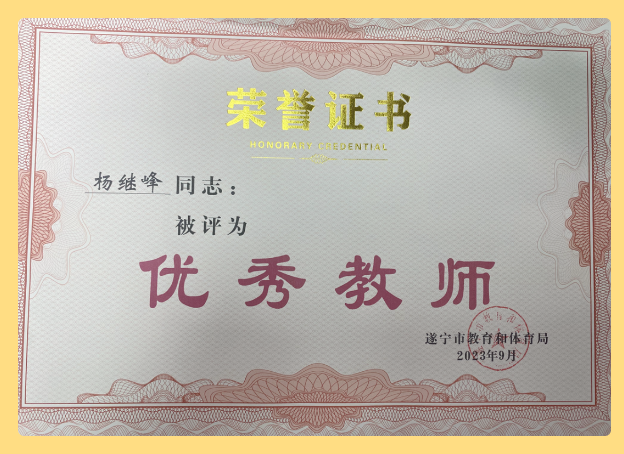 荣誉证书
HONORARY CREDENTIAL
杨继峰 同志：
被评为
优秀教师
遂宁市教育和体育局
2023年9月